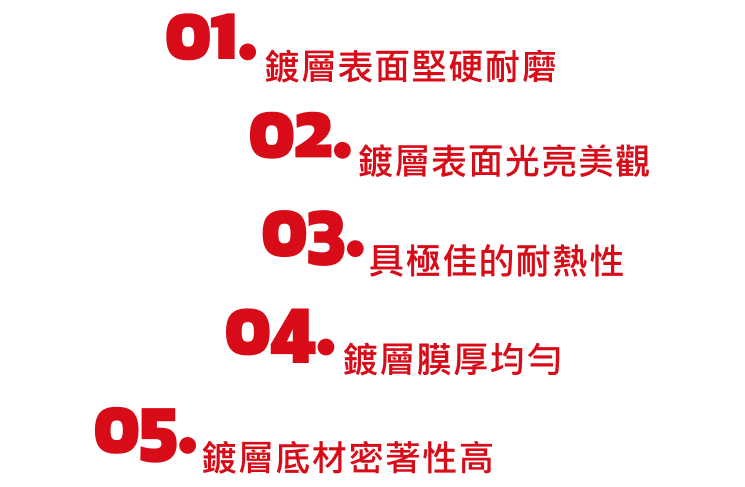 01. 鍍層表面堅硬耐磨
02. 鍍層表面光亮美觀
03. 具極佳的耐熱性
04. 鍍層膜厚均勻
05. 鍍層底材密著性高